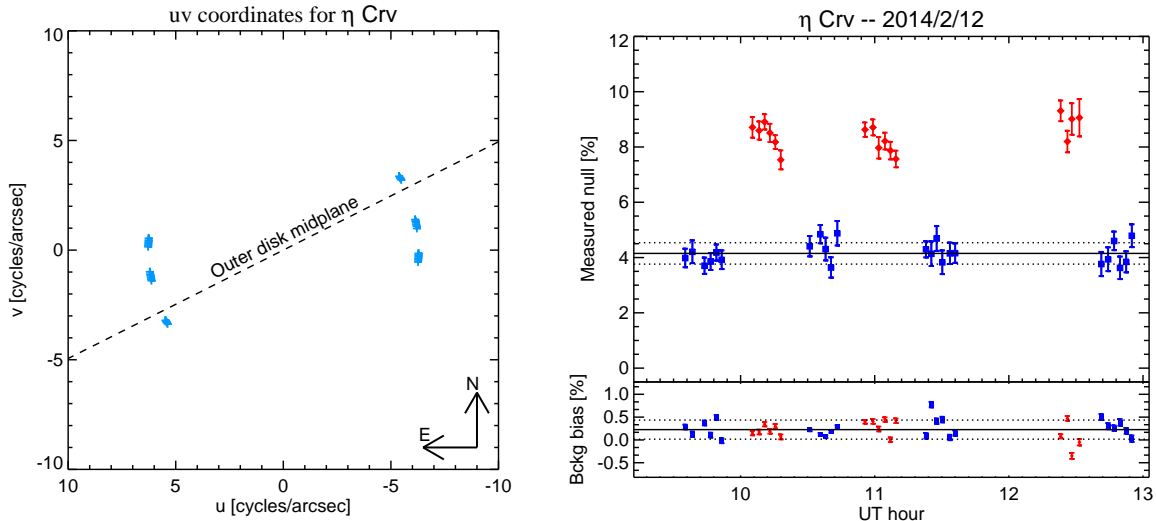 uv coordinates for η Crv
10
5
0
-5
-10
v [cycles/arcsec]
Outer disk midplane
N
E
10 5 0 -5 -10
u [cycles/arcsec]
η Crv -- 2014/2/12
12
10
8
6
4
2
0
Measured null [%]
1.0
0.5
0.0
-0.5
Bckg bias [%]
10 11 12 13
UT hour